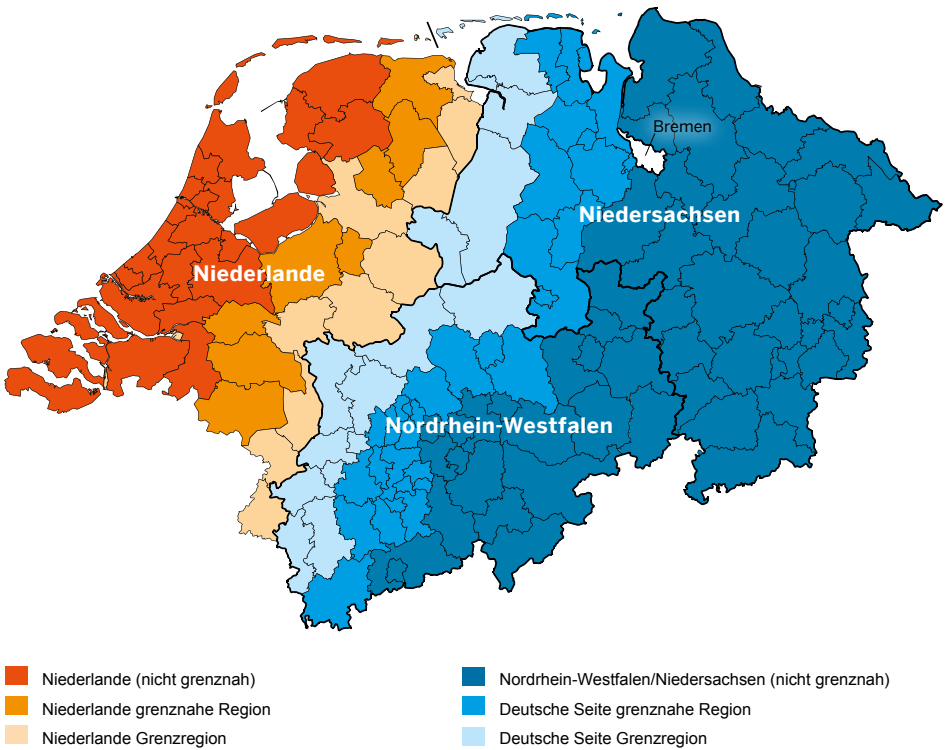 Bremen
Niedersachsen
Niederlande
Nordrhein-Westfalen
Niederlande (nicht grenznah)
Niederlande grenznahe Region
Niederlande Grenzregion
Nordrhein-Westfalen/Niedersachsen (nicht grenznah)
Deutsche Seite grenznahe Region
Deutsche Seite Grenzregion